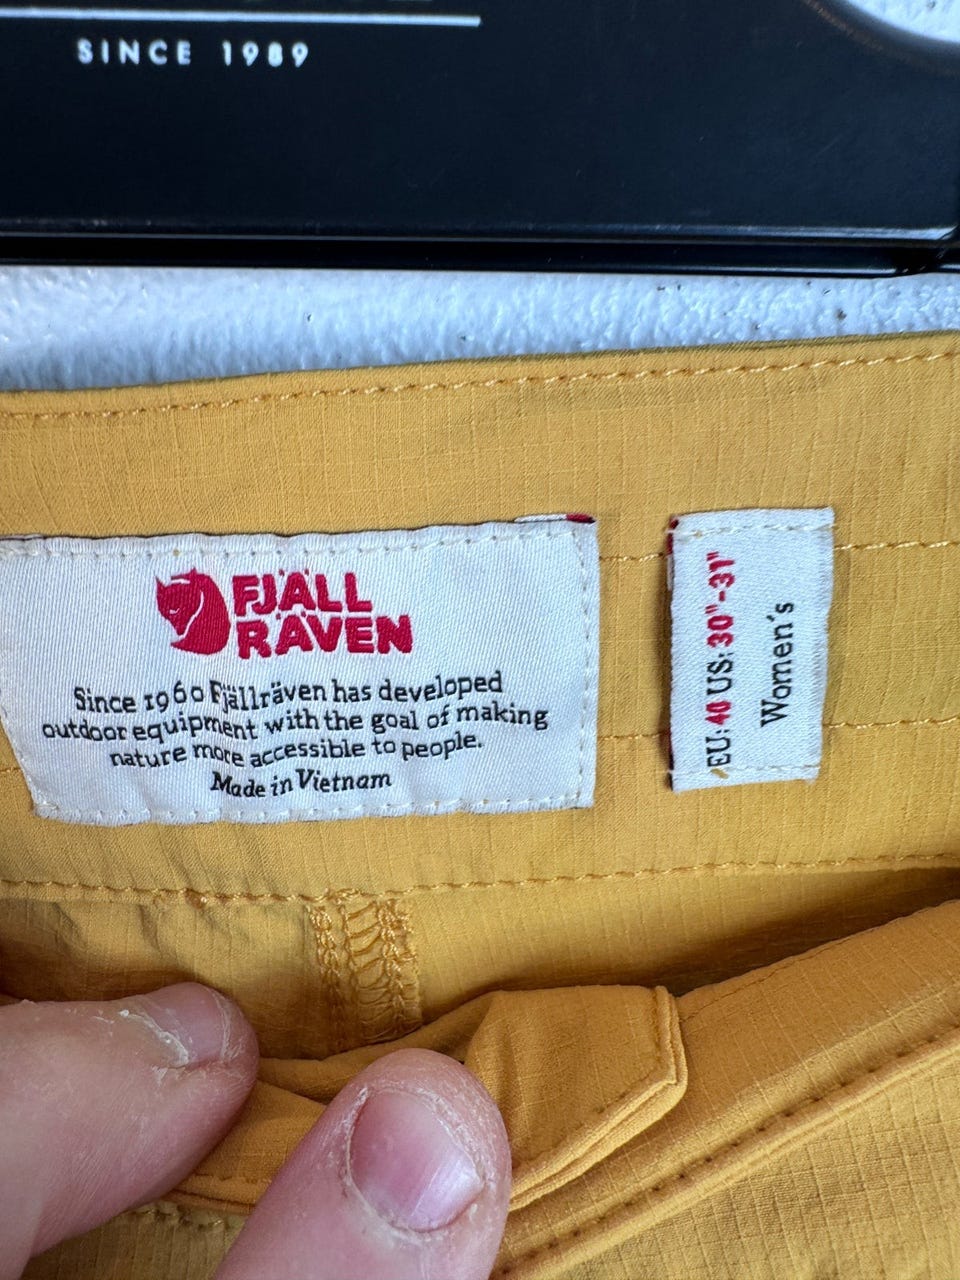 SINCE 1989
FJÄLL
RÄVEN
Since 1960 Fjällräven has developed
outdoor equipment with the goal of making
nature more accessible to people.
Made in Vietnam
EU: 40 US: 30"-31"
Women's